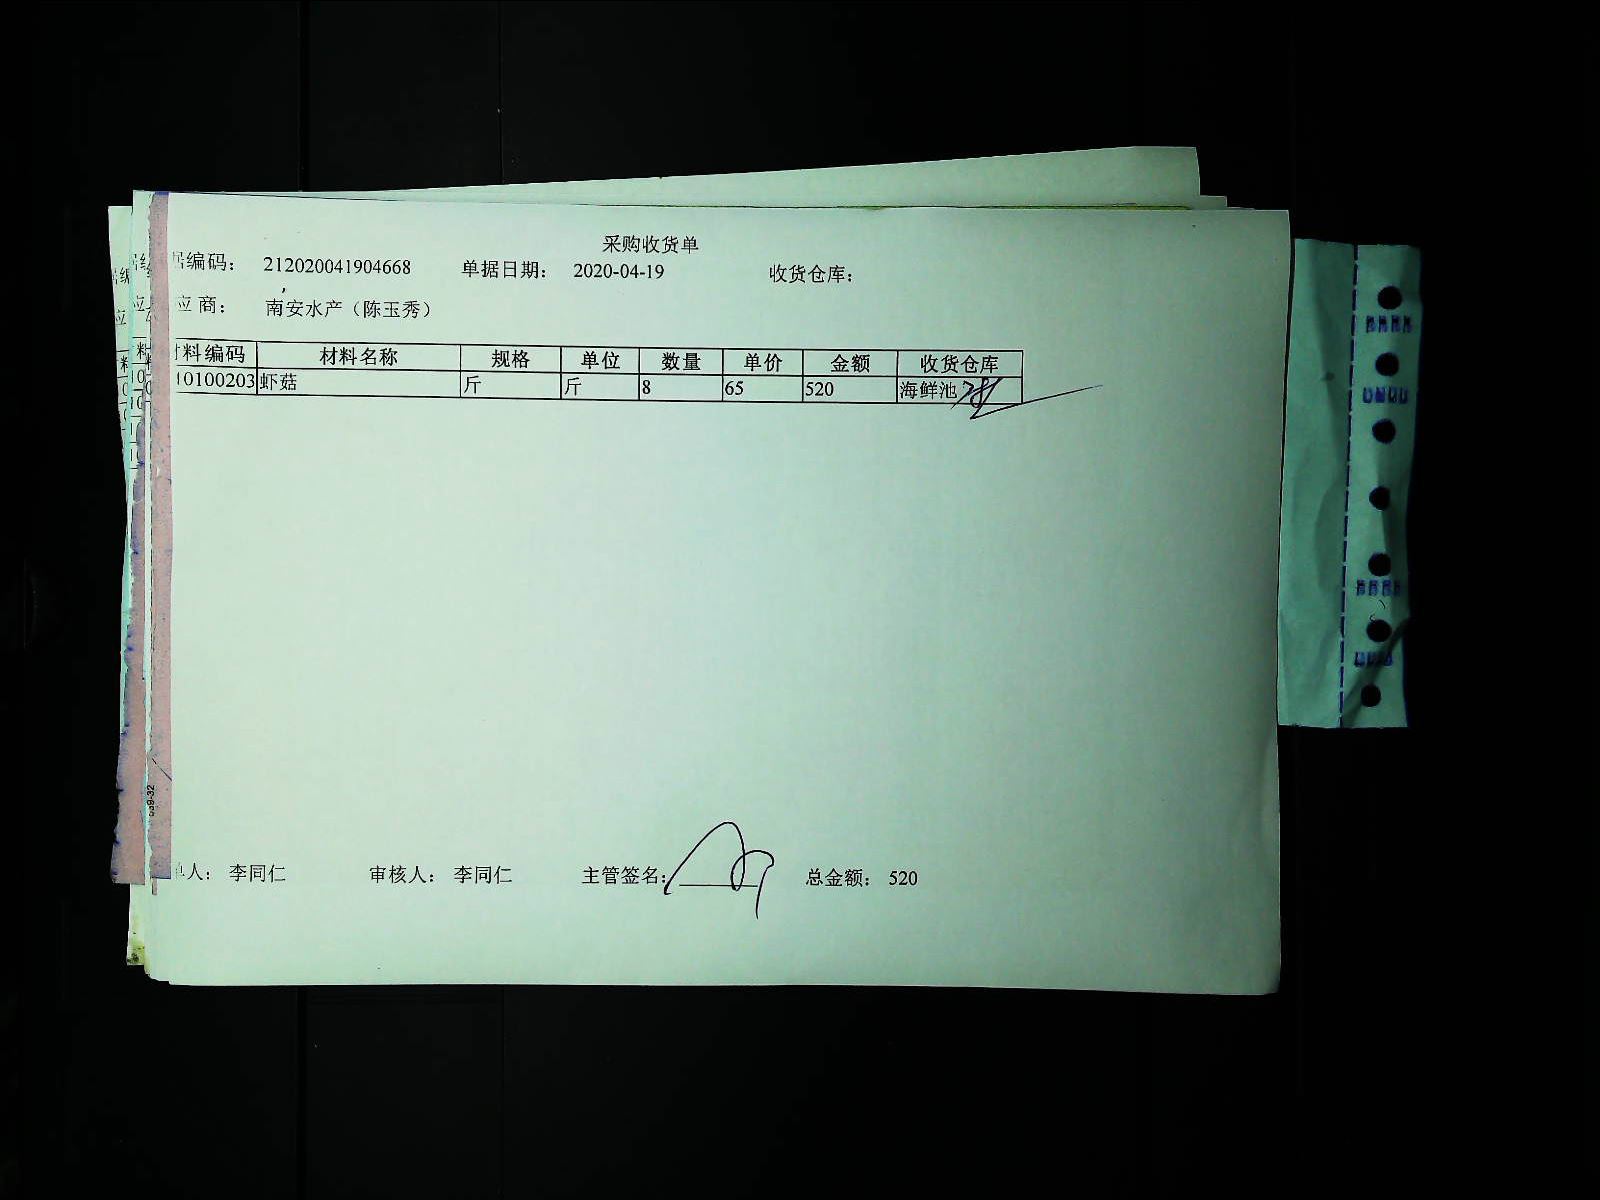 采购收货单
居编码： 212020041904668 单据日期： 2020-04-19 收货仓库：
应 商： 南安水产（陈玉秀）
材料编码 材料名称 规格 单位 数量 单价 金额 收货仓库
10100203 虾菇 斤 斤 8 65 520 海鲜池
单人： 李同仁 审核人： 李同仁 主管签名： 总金额： 520